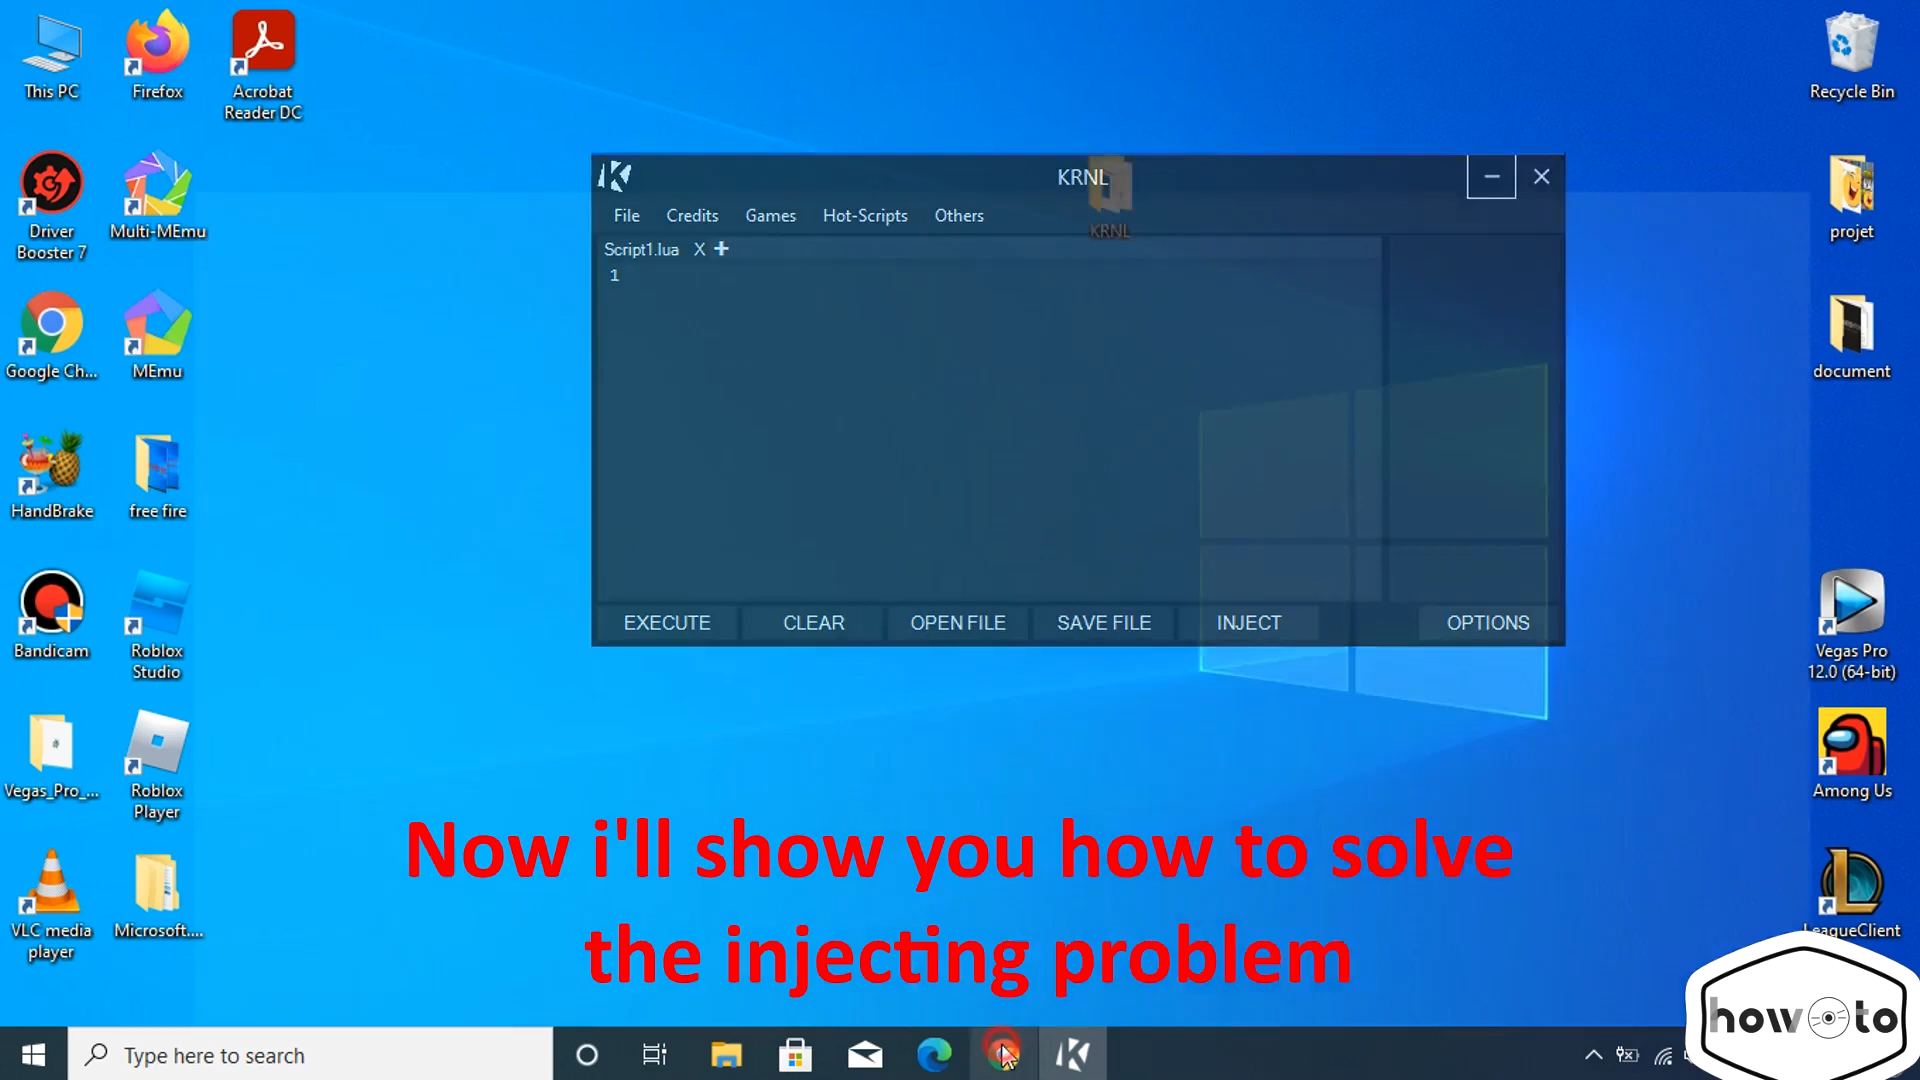 This PC
Firefox
Acrobat
Reader DC
Recycle Bin
Driver
Booster 7
Multi-MEmu
projet
Google Ch...
MEmu
document
HandBrake
free fire
Bandicam
Roblox
Studio
Vegas Pro
12.0 (64-bit)
Vegas_Pro_...
Roblox
Player
Among Us
VLC media
player
Microsoft....
LeagueClient
KRNL
KRNL
File Credits Games Hot-Scripts Others
Script1.lua X +
1
EXECUTE CLEAR OPEN FILE SAVE FILE INJECT OPTIONS
Now i'll show you how to solve
the injecting problem
how to
Type here to search